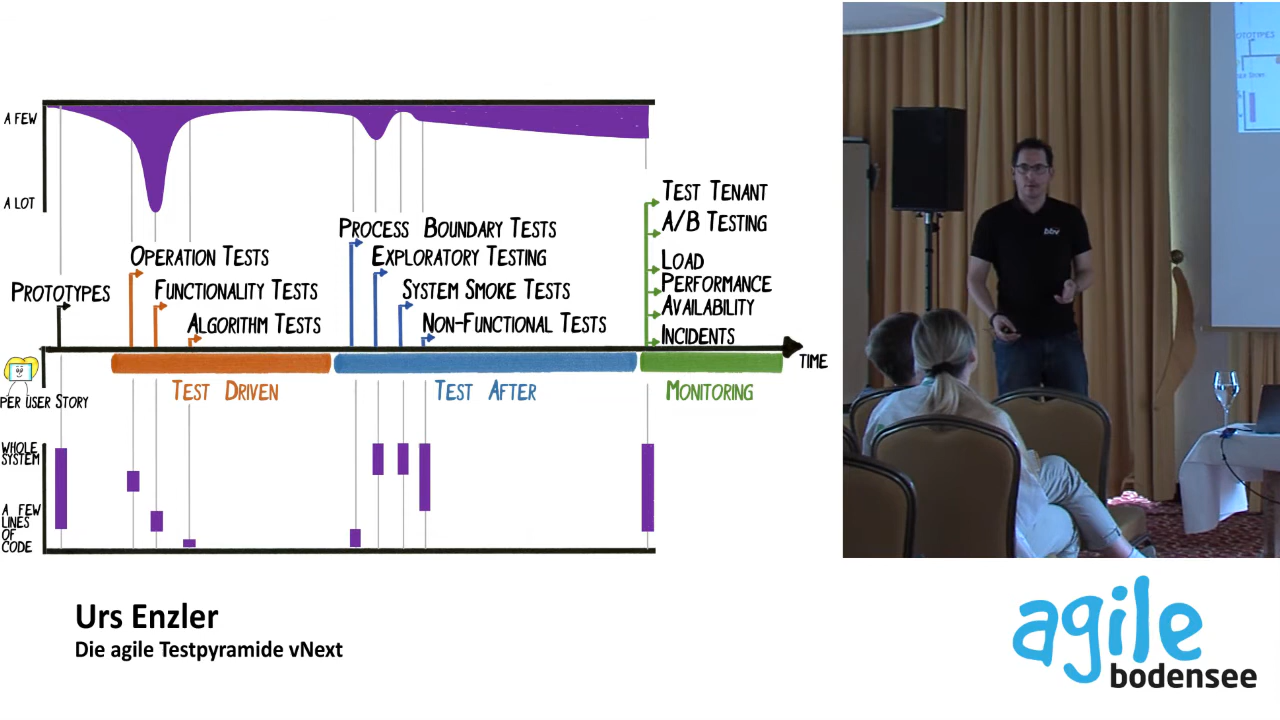 A FEW
A LOT
PROTOTYPES
OPERATION TESTS
FUNCTIONALITY TESTS
ALGORITHM TESTS
PROCESS BOUNDARY TESTS
EXPLORATORY TESTING
SYSTEM SMOKE TESTS
NON-FUNCTIONAL TESTS
TEST TENANT
A/B TESTING
LOAD
PERFORMANCE
AVAILABILITY
INCIDENTS
TIME
PER USER STORY
TEST DRIVEN
TEST AFTER
MONITORING
WHOLE
SYSTEM
A FEW
LINES
OF
CODE
Urs Enzler
Die agile Testpyramide vNext
bbv
agile
bodensee